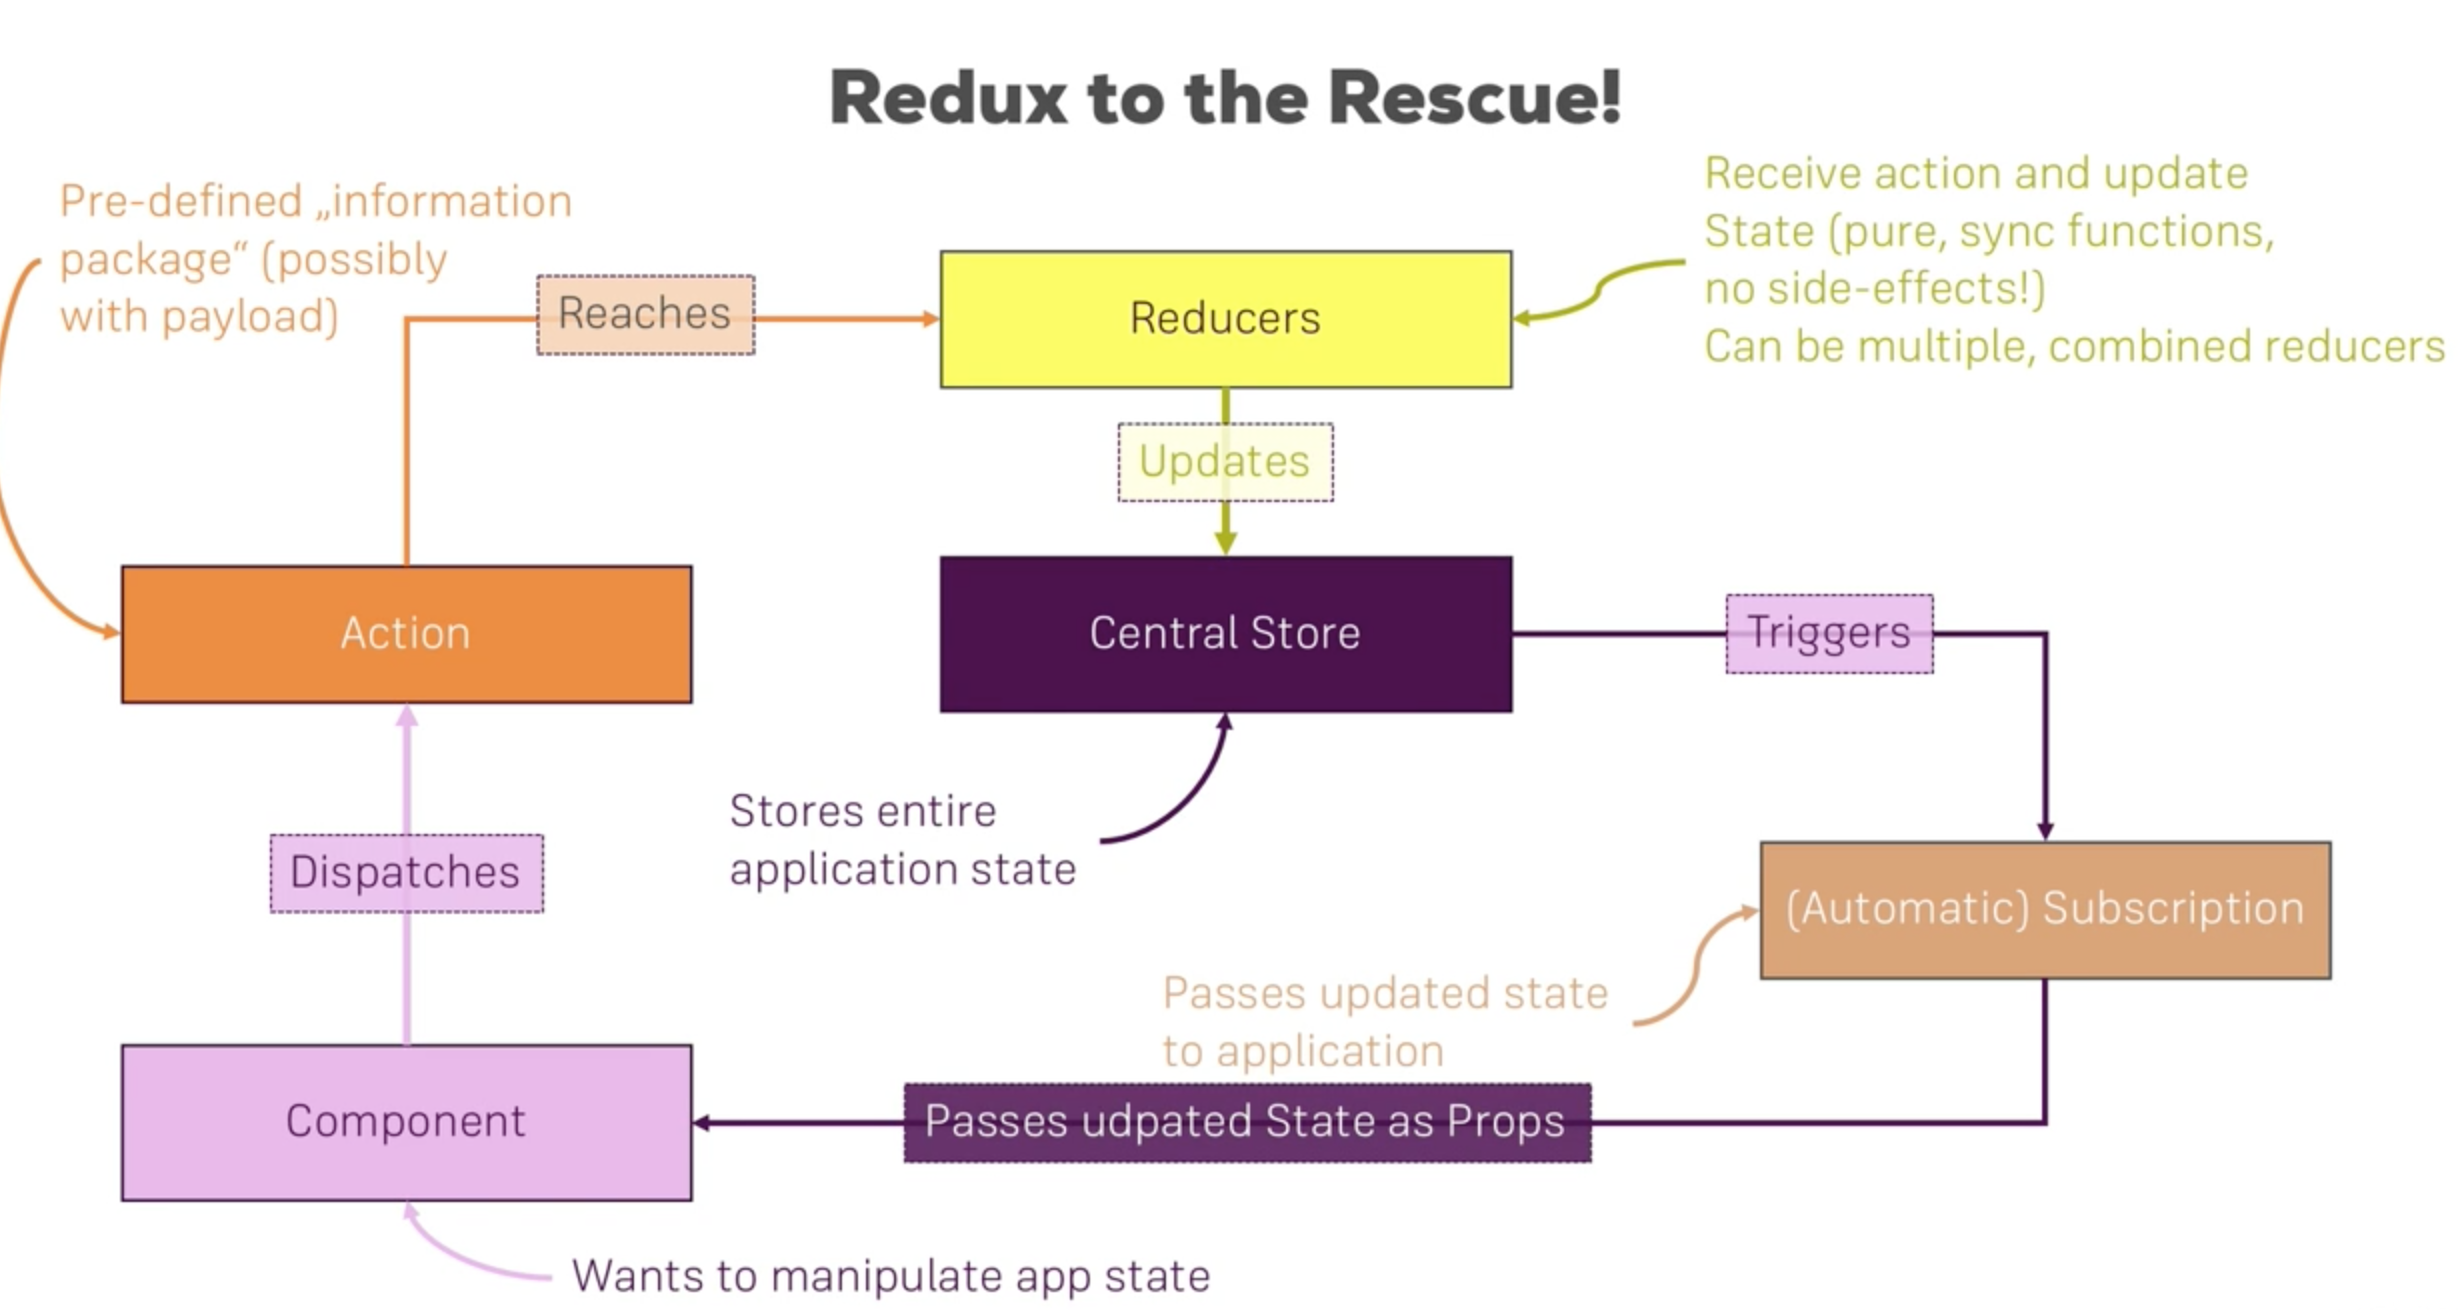 Redux to the Rescue!
Pre-defined „information
package“ (possibly
with payload)
Reaches
Reducers
Receive action and update
State (pure, sync functions,
no side-effects!)
Can be multiple, combined reducers
Updates
Action
Central Store
Triggers
Stores entire
application state
Dispatches
(Automatic) Subscription
Passes updated state
to application
Component
Passes udpated State as Props
Wants to manipulate app state